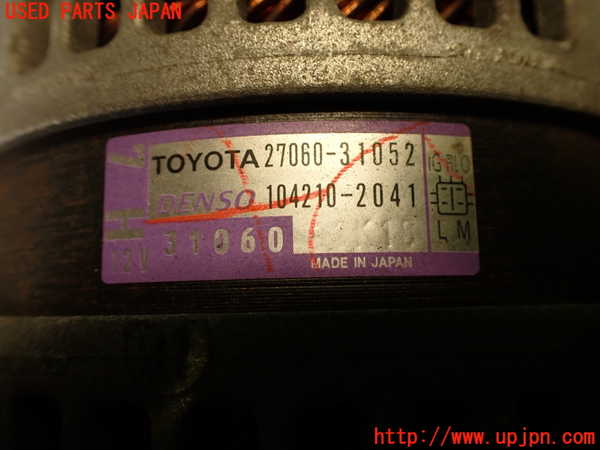 USED PARTS JAPAN
TOYOTA 27060-31052
DENSO 104210-2041
12V 31060
MADE IN JAPAN
IG RLO
L M
http://www.upjpn.com/